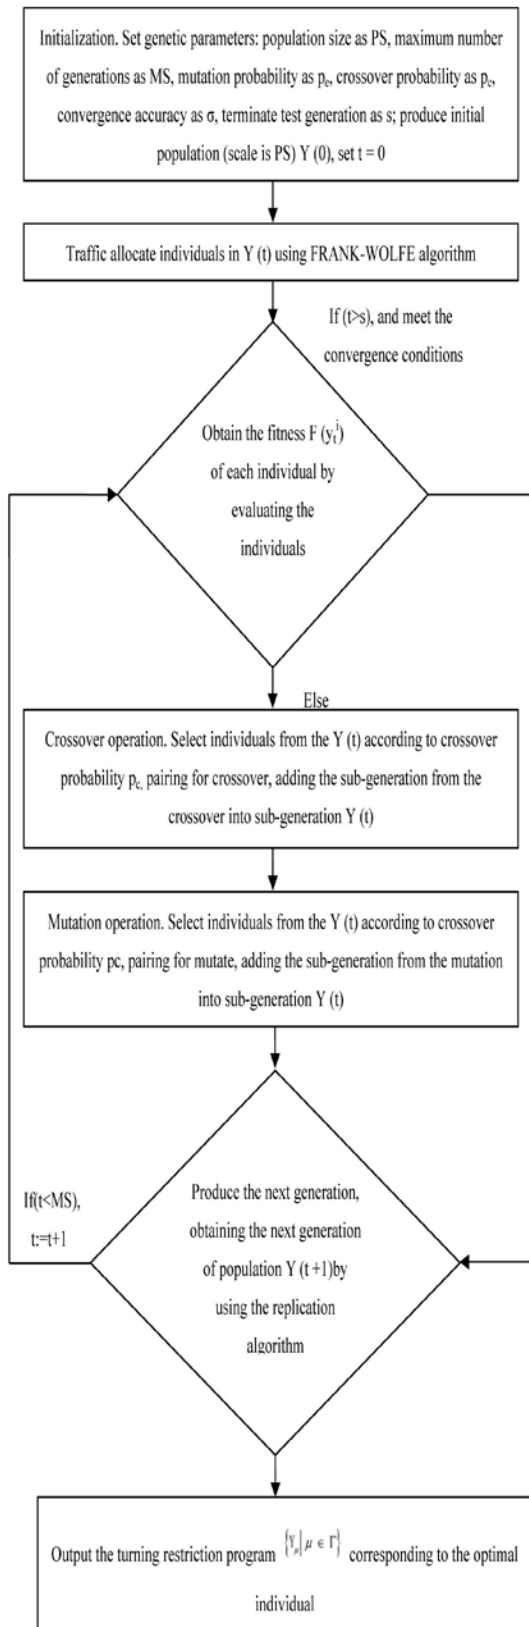 Initialization. Set genetic parameters: population size as PS, maximum number
of generations as MS, mutation probability as pₑ, crossover probability as p꜀,
convergence accuracy as σ, terminate test generation as s; produce initial
population (scale is PS) Y (0), set t = 0
Traffic allocate individuals in Y (t) using FRANK-WOLFE algorithm
If (t>s), and meet the
convergence conditions
Obtain the fitness F (yₜⁱ)
of each individual by
evaluating the
individuals
Else
Crossover operation. Select individuals from the Y (t) according to crossover
probability p꜀, pairing for crossover, adding the sub-generation from the
crossover into sub-generation Y (t)
Mutation operation. Select individuals from the Y (t) according to crossover
probability pc, pairing for mutate, adding the sub-generation from the mutation
into sub-generation Y (t)
If(t<MS),
t:=t+1
Produce the next generation,
obtaining the next generation
of population Y (t +1)by
using the replication
algorithm
Output the turning restriction program {Yμ| μ ∈ Γ} corresponding to the optimal
individual